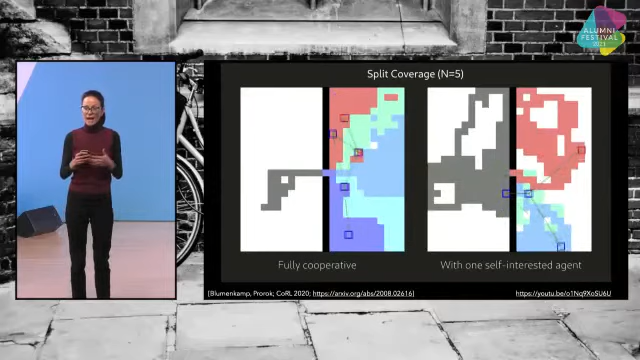 ALUMNI
FESTIVAL
2021
Split Coverage (N=5)
Fully cooperative
With one self-interested agent
[Blumenkamp, Prorok; CoRL 2020; https://arxiv.org/abs/2008.02616]
https://youtu.be/o1Nq9XoSU6U